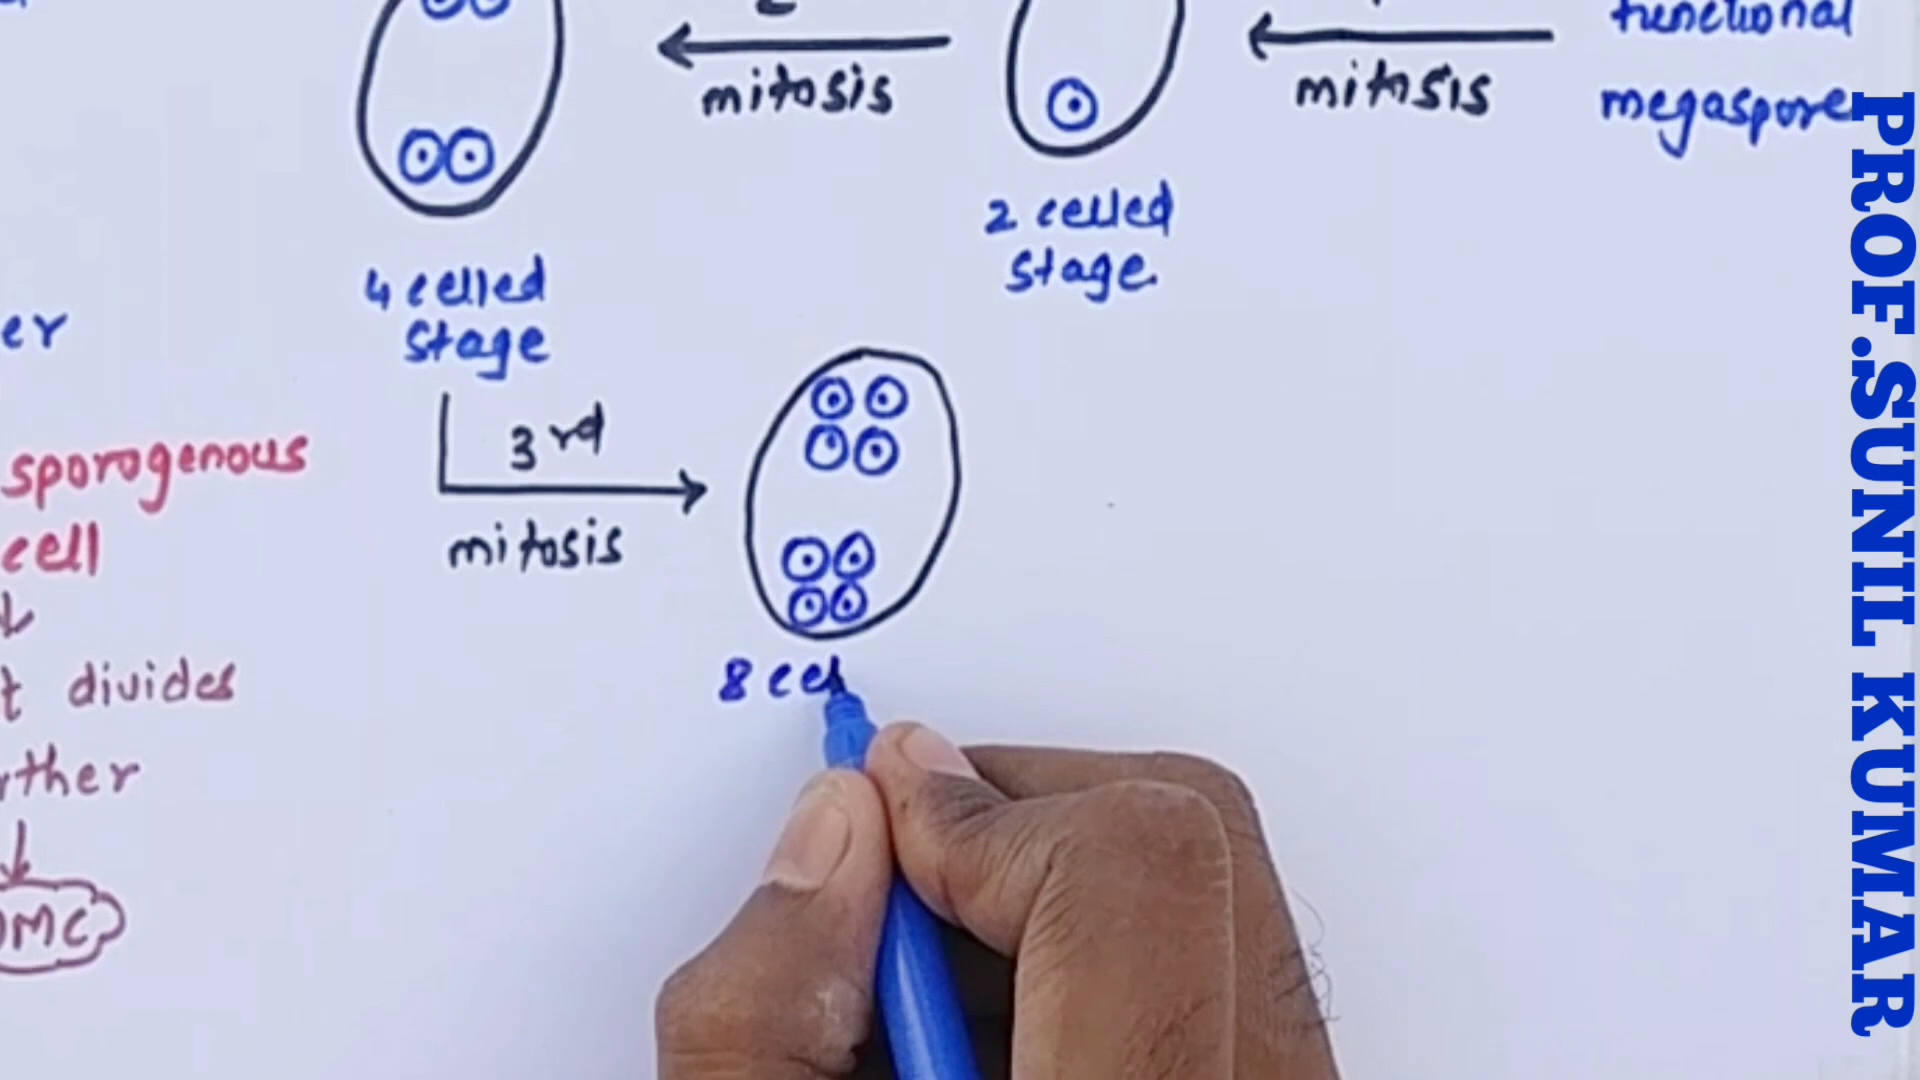 functional
megaspore
mitosis
mitosis
2 celled
stage.
4 celled
stage
3rd
mitosis
8 cel
er
sporogenous
cell
t divides
rther
MC
PROF.SUNIL KUMAR